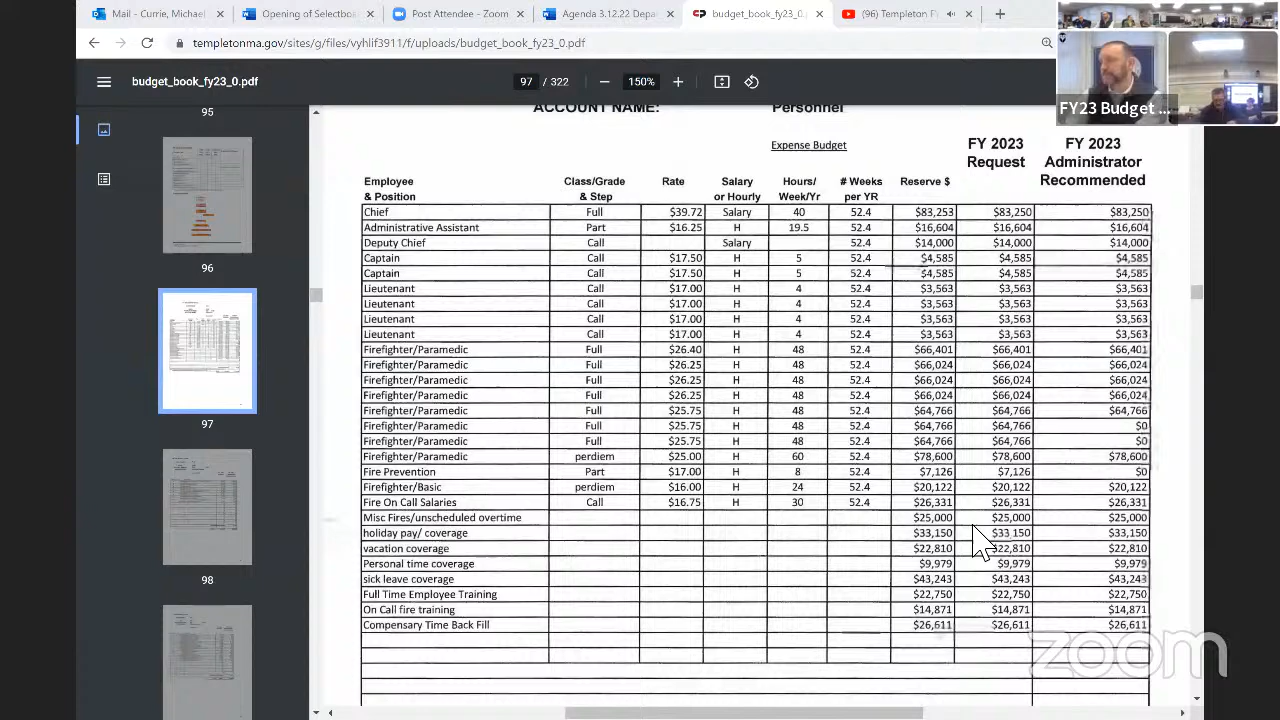 Mail - Currie, Michael
Opening of Selectboa
Post Attendee - Zoo
Agenda 3.12.22 Depa
budget_book_fy23_0.pd
(96) Templeton
templetonma.gov/sites/g/files/vyhlif3911/f/uploads/budget_book_fy23_0.pdf
budget_book_fy23_0.pdf
97 / 322
150%
FY23 Budget ...
95
96
97
98
COUNT NAME: Personnel
Expense Budget
FY 2023 Request
FY 2023 Administrator Recommended
Employee & Position Class/Grade & Step Rate Salary or Hourly Hours/ Week/Yr # Weeks per YR Reserve $
Chief Full $39.72 Salary 40 52.4 $83,253 $83,250 $83,250
Administrative Assistant Part $16.25 H 19.5 52.4 $16,604 $16,604 $16,604
Deputy Chief Call Salary 52.4 $14,000 $14,000 $14,000
Captain Call $17.50 H 5 52.4 $4,585 $4,585 $4,585
Captain Call $17.50 H 5 52.4 $4,585 $4,585 $4,585
Lieutenant Call $17.00 H 4 52.4 $3,563 $3,563 $3,563
Lieutenant Call $17.00 H 4 52.4 $3,563 $3,563 $3,563
Lieutenant Call $17.00 H 4 52.4 $3,563 $3,563 $3,563
Lieutenant Call $17.00 H 4 52.4 $3,563 $3,563 $3,563
Firefighter/Paramedic Full $26.40 H 48 52.4 $66,401 $66,401 $66,401
Firefighter/Paramedic Full $26.25 H 48 52.4 $66,024 $66,024 $66,024
Firefighter/Paramedic Full $26.25 H 48 52.4 $66,024 $66,024 $66,024
Firefighter/Paramedic Full $26.25 H 48 52.4 $66,024 $66,024 $66,024
Firefighter/Paramedic Full $25.75 H 48 52.4 $64,766 $64,766 $64,766
Firefighter/Paramedic Full $25.75 H 48 52.4 $64,766 $64,766 $0
Firefighter/Paramedic Full $25.75 H 48 52.4 $64,766 $64,766 $0
Firefighter/Paramedic perdiem $25.00 H 60 52.4 $78,600 $78,600 $78,600
Fire Prevention Part $17.00 H 8 52.4 $7,126 $7,126 $0
Firefighter/Basic perdiem $16.00 H 24 52.4 $20,122 $20,122 $20,122
Fire On Call Salaries Call $16.75 H 30 52.4 $26,331 $26,331 $26,331
Misc Fires/unscheduled overtime $25,000 $25,000 $25,000
holiday pay/ coverage $33,150 $33,150 $33,150
vacation coverage $22,810 $22,810 $22,810
Personal time coverage $9,979 $9,979 $9,979
sick leave coverage $43,243 $43,243 $43,243
Full Time Employee Training $22,750 $22,750 $22,750
On Call fire training $14,871 $14,871 $14,871
Compensary Time Back Fill $26,611 $26,611 $26,611
zoom